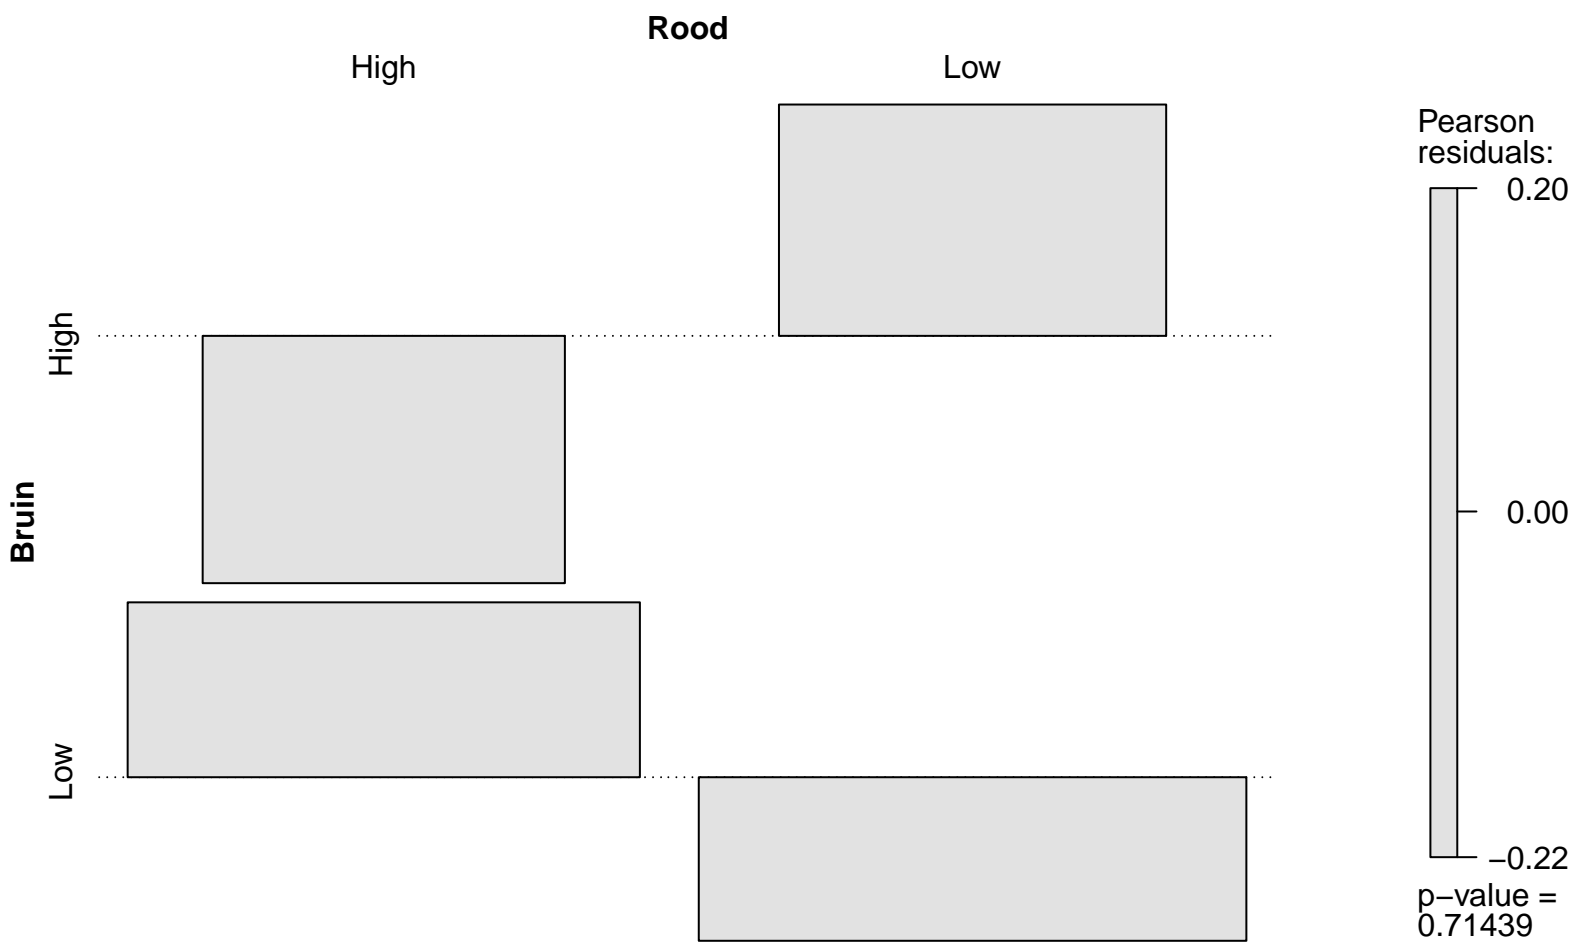 Rood
High
Low
Bruin
High
Low
Pearson
residuals:
0.20
0.00
−0.22
p−value =
0.71439